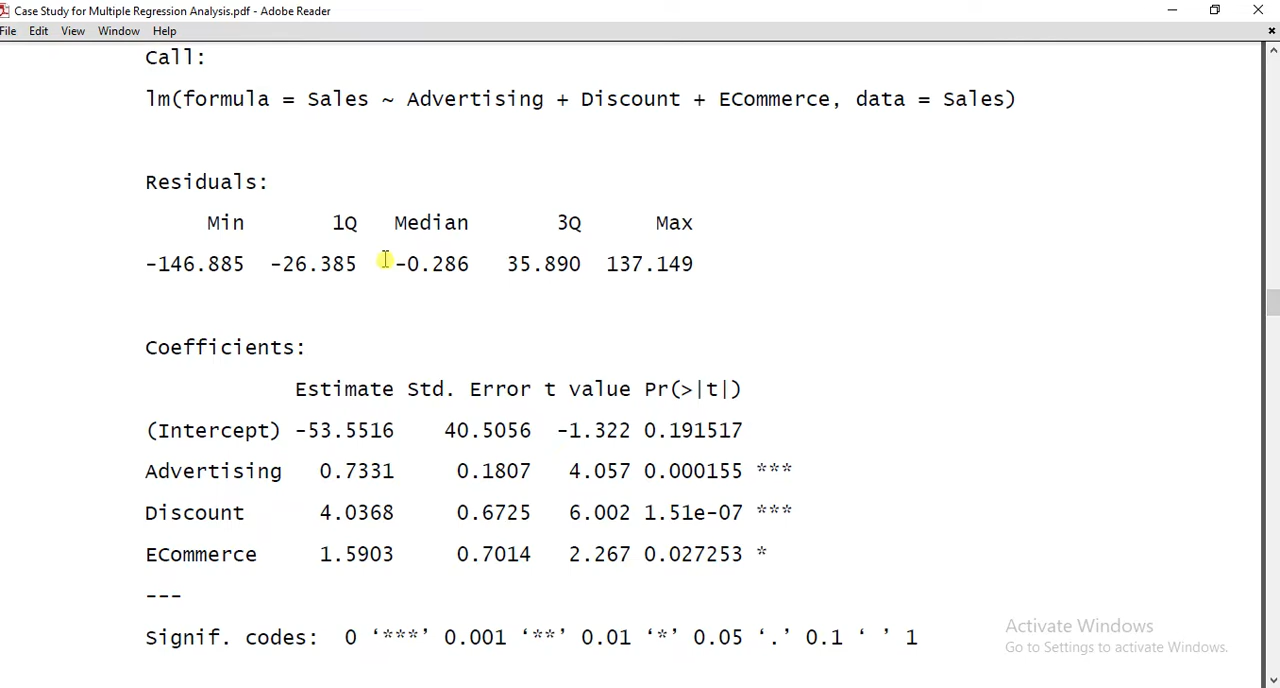 Case Study for Multiple Regression Analysis.pdf - Adobe Reader
File Edit View Window Help
Call:
lm(formula = Sales ~ Advertising + Discount + ECommerce, data = Sales)
Residuals:
Min 1Q Median 3Q Max
-146.885 -26.385 -0.286 35.890 137.149
Coefficients:
Estimate Std. Error t value Pr(>|t|)
(Intercept) -53.5516 40.5056 -1.322 0.191517
Advertising 0.7331 0.1807 4.057 0.000155 ***
Discount 4.0368 0.6725 6.002 1.51e-07 ***
ECommerce 1.5903 0.7014 2.267 0.027253 *
---
Signif. codes: 0 ‘***’ 0.001 ‘**’ 0.01 ‘*’ 0.05 ‘.’ 0.1 ‘ ’ 1
Activate Windows
Go to Settings to activate Windows.